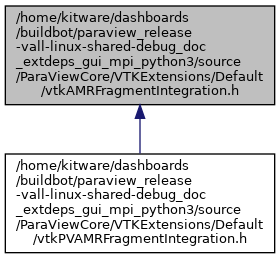 /home/kitware/dashboards
/buildbot/paraview_release
-vall-linux-shared-debug_doc
_extdeps_gui_mpi_python3/source
/ParaViewCore/VTKExtensions/Default
/vtkAMRFragmentIntegration.h
/home/kitware/dashboards
/buildbot/paraview_release
-vall-linux-shared-debug_doc
_extdeps_gui_mpi_python3/source
/ParaViewCore/VTKExtensions/Default
/vtkPVAMRFragmentIntegration.h